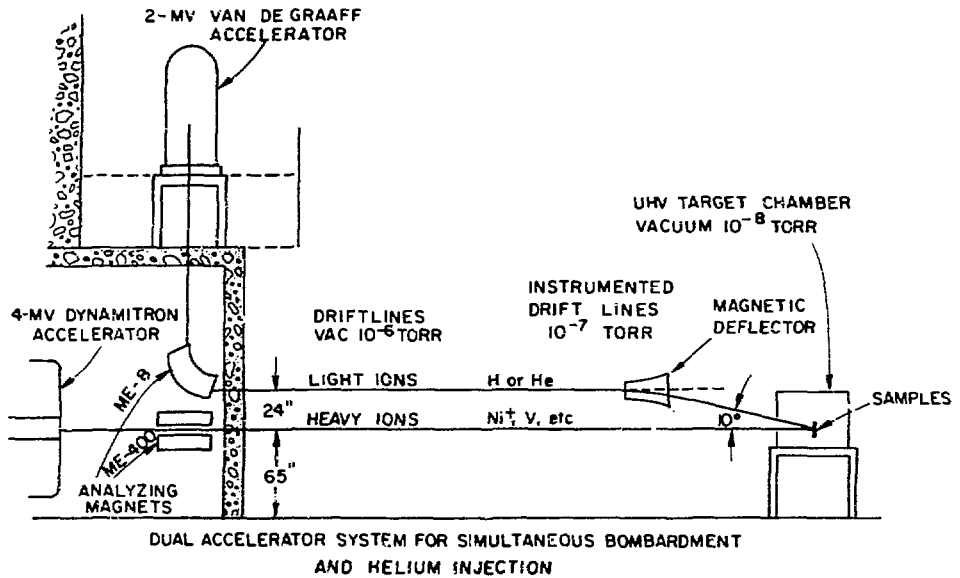 2-MV VAN DE GRAAFF
ACCELERATOR
UHV TARGET CHAMBER
VACUUM 10⁻⁸ TORR
4-MV DYNAMITRON
ACCELERATOR
DRIFTLINES
VAC 10⁻⁶ TORR
INSTRUMENTED
DRIFT LINES
10⁻⁷ TORR
MAGNETIC
DEFLECTOR
ME-8
LIGHT IONS H or He
24"
HEAVY IONS Ni⁺, V, etc
10°
SAMPLES
ME-400
65"
ANALYZING
MAGNETS
DUAL ACCELERATOR SYSTEM FOR SIMULTANEOUS BOMBARDMENT
AND HELIUM INJECTION